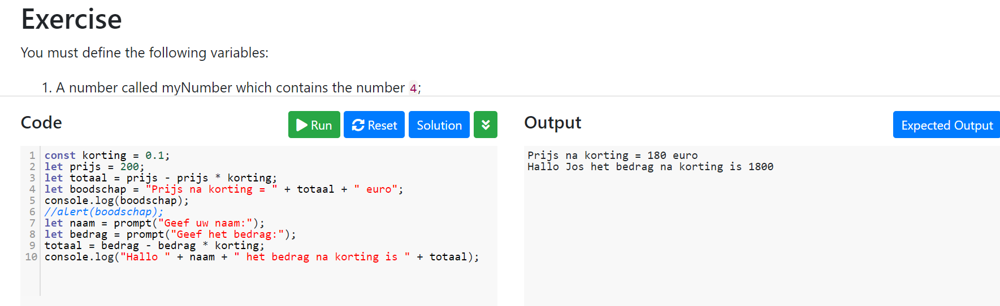 Exercise
You must define the following variables:
1. A number called myNumber which contains the number 4;
Code
Run
Reset
Solution
Output
Expected Output
1 const korting = 0.1;
2 let prijs = 200;
3 let totaal = prijs - prijs * korting;
4 let boodschap = "Prijs na korting = " + totaal + " euro";
5 console.log(boodschap);
6 //alert(boodschap);
7 let naam = prompt("Geef uw naam:");
8 let bedrag = prompt("Geef het bedrag:");
9 totaal = bedrag - bedrag * korting;
10 console.log("Hallo " + naam + " het bedrag na korting is " + totaal);
Prijs na korting = 180 euro
Hallo Jos het bedrag na korting is 1800